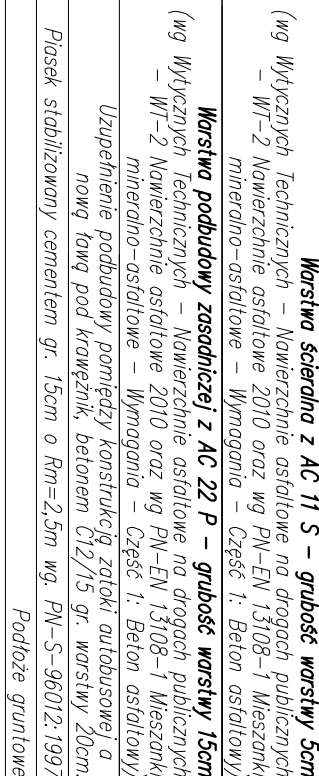 Warstwa ścieralna z AC 11 S – grubość warstwy 5cm
(wg Wytycznych Technicznych – Nawierzchnie asfaltowe na drogach publicznych
– WT–2 Nawierzchnie asfaltowe 2010 oraz wg PN–EN 13108–1 Mieszanki
mineralno–asfaltowe – Wymagania – Część 1: Beton asfaltowy)
Warstwa podbudowy zasadniczej z AC 22 P – grubość warstwy 15cm
(wg Wytycznych Technicznych – Nawierzchnie asfaltowe na drogach publicznych
– WT–2 Nawierzchnie asfaltowe 2010 oraz wg PN–EN 13108–1 Mieszanki
mineralno–asfaltowe – Wymagania – Część 1: Beton asfaltowy)
Uzupełnienie podbudowy pomiędzy konstrukcją zatoki autobusowej a
nową ławą pod krawężnik, betonem C12/15 gr. warstwy 20cm.
Piasek stabilizowany cementem gr. 15cm o Rm=2,5m wg. PN–S–96012:1997
Podłoże gruntowe